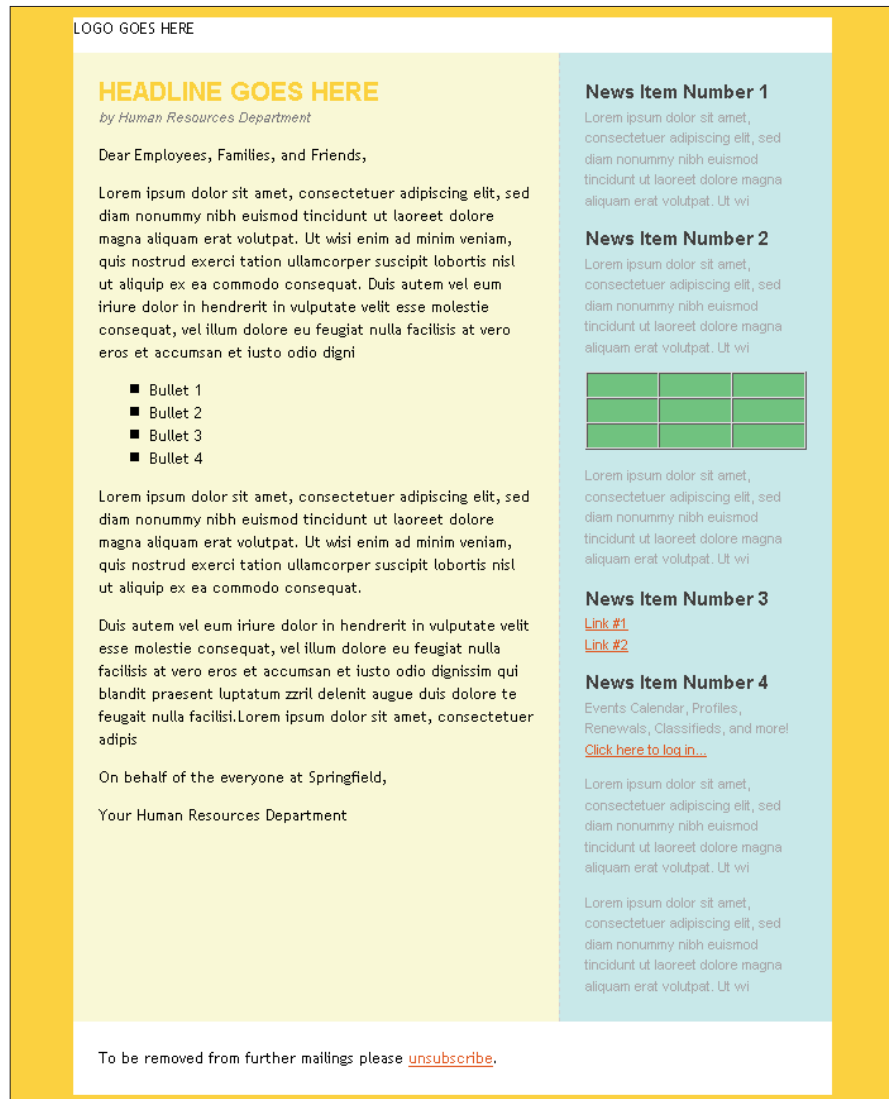 LOGO GOES HERE
HEADLINE GOES HERE
by Human Resources Department
Dear Employees, Families, and Friends,
Lorem ipsum dolor sit amet, consectetuer adipiscing elit, sed
diam nonummy nibh euismod tincidunt ut laoreet dolore
magna aliquam erat volutpat. Ut wisi enim ad minim veniam,
quis nostrud exerci tation ullamcorper suscipit lobortis nisl
ut aliquip ex ea commodo consequat. Duis autem vel eum
iriure dolor in hendrerit in vulputate velit esse molestie
consequat, vel illum dolore eu feugiat nulla facilisis at vero
eros et accumsan et iusto odio digni
Bullet 1
Bullet 2
Bullet 3
Bullet 4
Lorem ipsum dolor sit amet, consectetuer adipiscing elit, sed
diam nonummy nibh euismod tincidunt ut laoreet dolore
magna aliquam erat volutpat. Ut wisi enim ad minim veniam,
quis nostrud exerci tation ullamcorper suscipit lobortis nisl
ut aliquip ex ea commodo consequat.
Duis autem vel eum iriure dolor in hendrerit in vulputate velit
esse molestie consequat, vel illum dolore eu feugiat nulla
facilisis at vero eros et accumsan et iusto odio dignissim qui
blandit praesent luptatum zzril delenit augue duis dolore te
feugait nulla facilisi.Lorem ipsum dolor sit amet, consectetuer
adipis
On behalf of the everyone at Springfield,
Your Human Resources Department
News Item Number 1
Lorem ipsum dolor sit amet,
consectetuer adipiscing elit, sed
diam nonummy nibh euismod
tincidunt ut laoreet dolore magna
aliquam erat volutpat. Ut wi
News Item Number 2
Lorem ipsum dolor sit amet,
consectetuer adipiscing elit, sed
diam nonummy nibh euismod
tincidunt ut laoreet dolore magna
aliquam erat volutpat. Ut wi
Lorem ipsum dolor sit amet,
consectetuer adipiscing elit, sed
diam nonummy nibh euismod
tincidunt ut laoreet dolore magna
aliquam erat volutpat. Ut wi
News Item Number 3
Link #1
Link #2
News Item Number 4
Events Calendar, Profiles,
Renewals, Classifieds, and more!
Click here to log in...
Lorem ipsum dolor sit amet,
consectetuer adipiscing elit, sed
diam nonummy nibh euismod
tincidunt ut laoreet dolore magna
aliquam erat volutpat. Ut wi
Lorem ipsum dolor sit amet,
consectetuer adipiscing elit, sed
diam nonummy nibh euismod
tincidunt ut laoreet dolore magna
aliquam erat volutpat. Ut wi
To be removed from further mailings please unsubscribe.